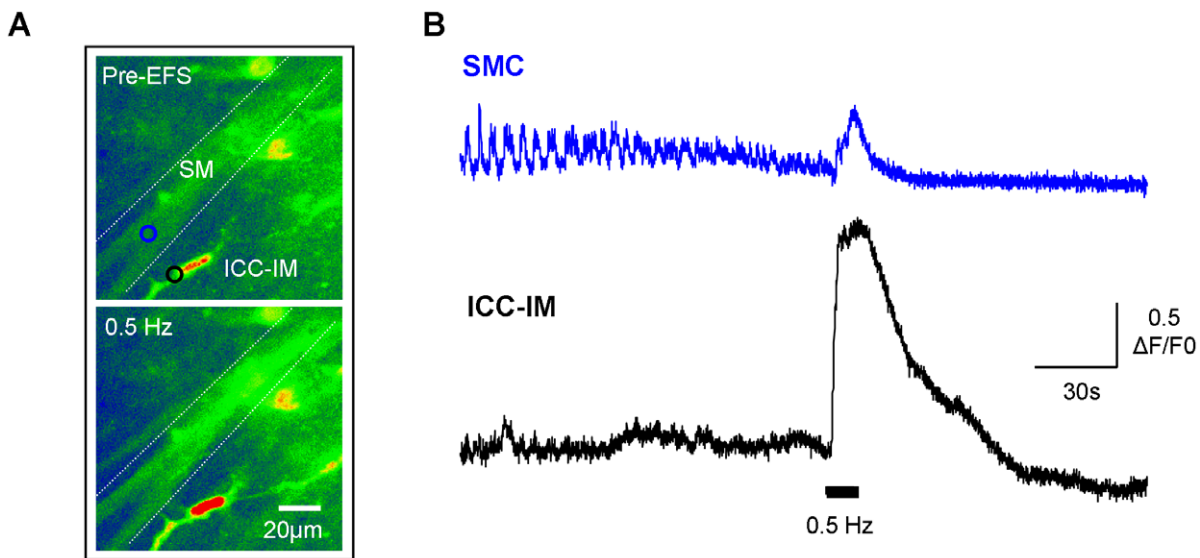 A
B
Pre-EFS
SM
ICC-IM
0.5 Hz
20µm
SMC
ICC-IM
0.5
ΔF/F0
30s
0.5 Hz